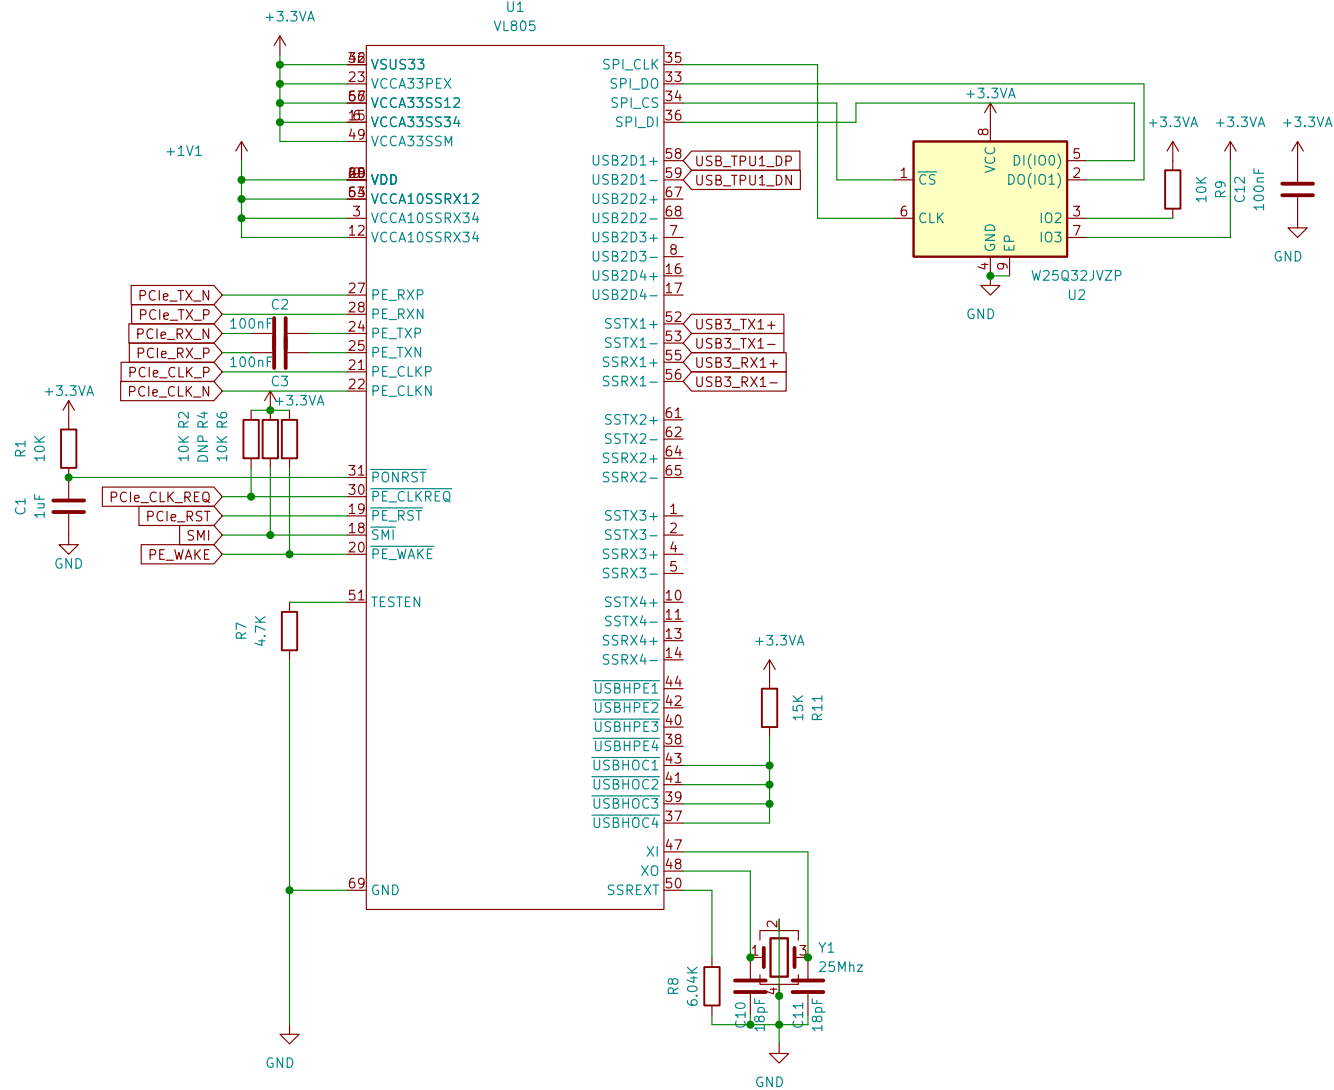 U1
VL805
+3.3VA
VSUS33
23 VCCA33PEX
VCCA33SS12
VCCA33SS34
49 VCCA33SSM
+1V1
VDD
VCCA10SSRX12
3 VCCA10SSRX34
12 VCCA10SSRX34
PCIe_TX_N 27 PE_RXP
C2
PCIe_TX_P 28 PE_RXN
100nF
PCIe_RX_N 24 PE_TXP
PCIe_RX_P 25 PE_TXN
100nF
PCIe_CLK_P 21 PE_CLKP
C3
PCIe_CLK_N 22 PE_CLKN
+3.3VA
+3.3VA
R1
10K
10K R2
DNP R4
10K R6
31 PONRST
PCIe_CLK_REQ 30 PE_CLKREQ
C1
1uF
PCIe_RST 19 PE_RST
SMI 18 SMI
PE_WAKE 20 PE_WAKE
GND
51 TESTEN
R7
4.7K
69 GND
GND
SPI_CLK 35
SPI_DO 33
SPI_CS 34
SPI_DI 36
USB2D1+ 58 USB_TPU1_DP
USB2D1- 59 USB_TPU1_DN
USB2D2+ 67
USB2D2- 68
USB2D3+ 7
USB2D3- 8
USB2D4+ 16
USB2D4- 17
SSTX1+ 52 USB3_TX1+
SSTX1- 53 USB3_TX1-
SSRX1+ 55 USB3_RX1+
SSRX1- 56 USB3_RX1-
SSTX2+ 61
SSTX2- 62
SSRX2+ 64
SSRX2- 65
SSTX3+ 1
SSTX3- 2
SSRX3+ 4
SSRX3- 5
SSTX4+ 10
SSTX4- 11
SSRX4+ 13
SSRX4- 14
USBHPE1 44
USBHPE2 42
USBHPE3 40
USBHPE4 38
USBHOC1 43
USBHOC2 41
USBHOC3 39
USBHOC4 37
+3.3VA
15K
R11
XI 47
XO 48
SSREXT 50
R8
6.04K
1
2
3
4
Y1
25Mhz
C10
18pF
C11
18pF
GND
+3.3VA
8
VCC
1 CS
6 CLK
DI(IO0) 5
DO(IO1) 2
IO2 3
IO3 7
GND
EP
4
9
W25Q32JVZP
U2
GND
+3.3VA
10K
R9
+3.3VA
C12
100nF
+3.3VA
GND